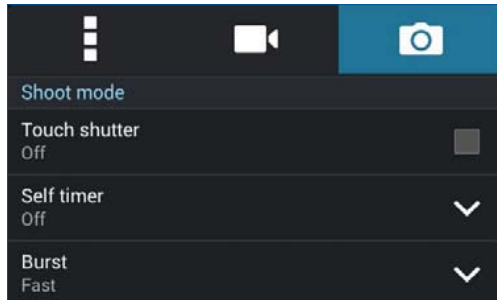 Shoot mode
Touch shutter
Off
Self timer
Off
Burst
Fast